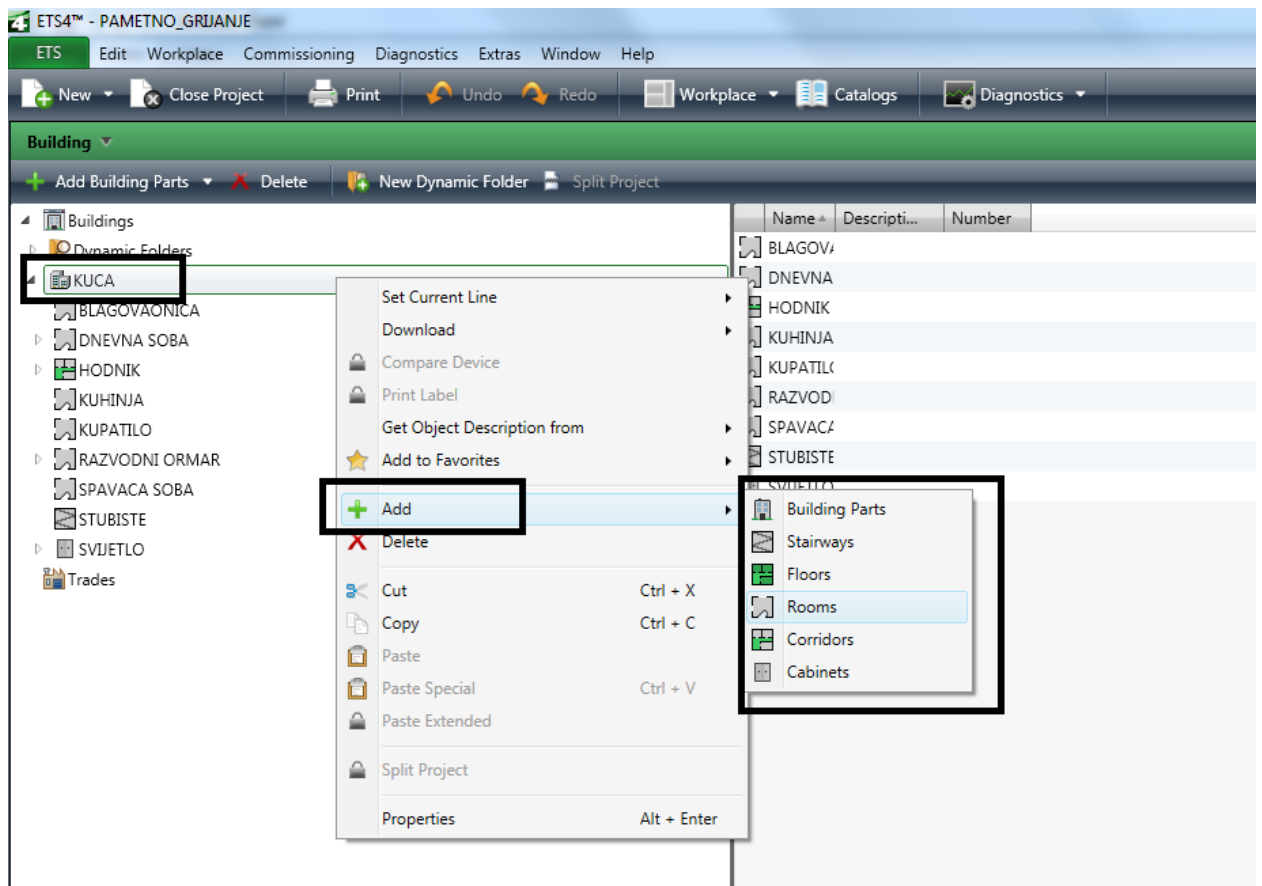 ETS4™ - PAMETNO_GRIJANJE
ETS Edit Workplace Commissioning Diagnostics Extras Window Help
New Close Project Print Undo Redo Workplace Catalogs Diagnostics
Building
Add Building Parts Delete New Dynamic Folder Split Project
Buildings
Dynamic Folders
KUCA
BLAGOVAONICA
DNEVNA SOBA
HODNIK
KUHINJA
KUPATILO
RAZVODNI ORMAR
SPAVACA SOBA
STUBISTE
SVIJETLO
Trades
Set Current Line
Download
Compare Device
Print Label
Get Object Description from
Add to Favorites
Add
Delete
Cut Ctrl + X
Copy Ctrl + C
Paste
Paste Special Ctrl + V
Paste Extended
Split Project
Properties Alt + Enter
Name Descripti... Number
BLAGOVA
DNEVNA
HODNIK
KUHINJA
KUPATIL
RAZVOD
SPAVACA
STUBISTE
SVIJETLO
Building Parts
Stairways
Floors
Rooms
Corridors
Cabinets